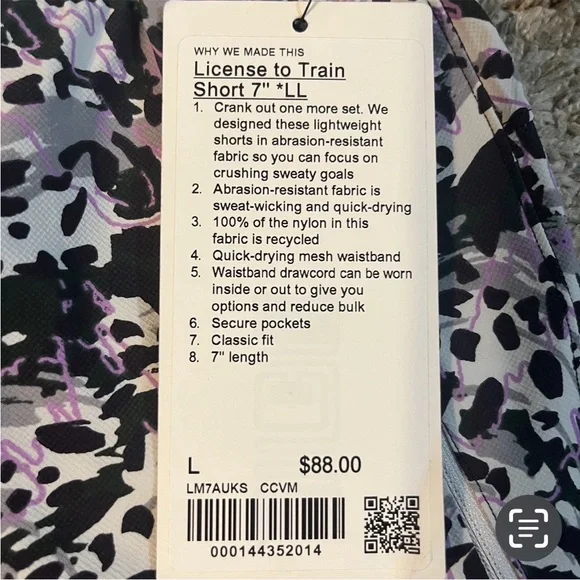 WHY WE MADE THIS
License to Train
Short 7" *LL
1. Crank out one more set. We
designed these lightweight
shorts in abrasion-resistant
fabric so you can focus on
crushing sweaty goals
2. Abrasion-resistant fabric is
sweat-wicking and quick-drying
3. 100% of the nylon in this
fabric is recycled
4. Quick-drying mesh waistband
5. Waistband drawcord can be worn
inside or out to give you
options and reduce bulk
6. Secure pockets
7. Classic fit
8. 7" length
L $88.00
LM7AUKS CCVM
000144352014